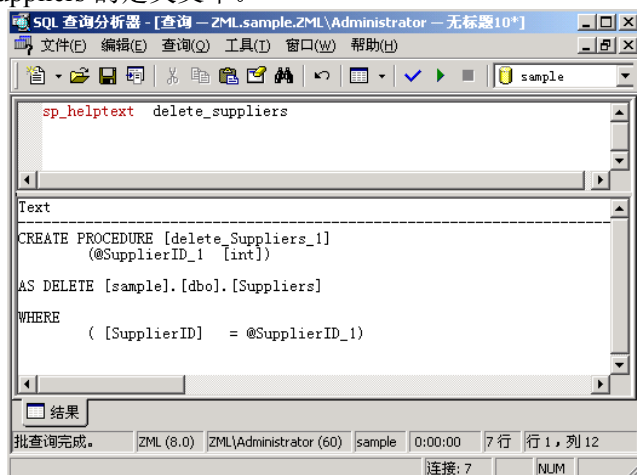 SQL 查询分析器 - [查询 — ZML.sample.ZML\Administrator — 无标题10*]
文件(F) 编辑(E) 查询(Q) 工具(T) 窗口(W) 帮助(H)
sample
sp_helptext delete_suppliers
Text
CREATE PROCEDURE [delete_Suppliers_1]
(@SupplierID_1 [int])
AS DELETE [sample].[dbo].[Suppliers]
WHERE
( [SupplierID] = @SupplierID_1)
结果
批查询完成。 ZML (8.0) ZML\Administrator (60) sample 0:00:00 7 行 行 1，列 12
连接: 7 NUM